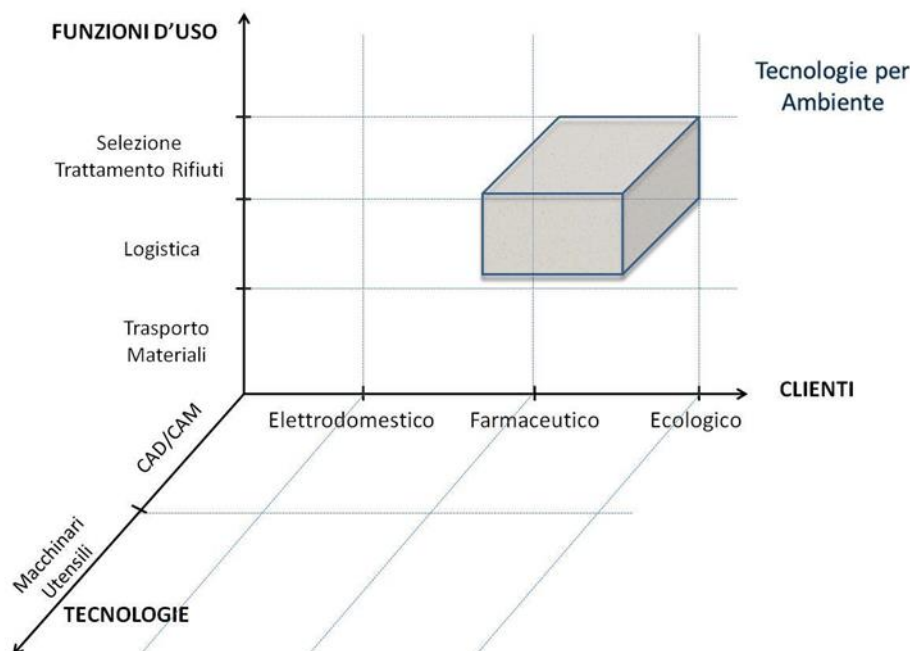 FUNZIONI D'USO
Tecnologie per
Ambiente
Selezione
Trattamento Rifiuti
Logistica
Trasporto
Materiali
CLIENTI
Elettrodomestico
Farmaceutico
Ecologico
CAD/CAM
Macchinari
Utensili
TECNOLOGIE